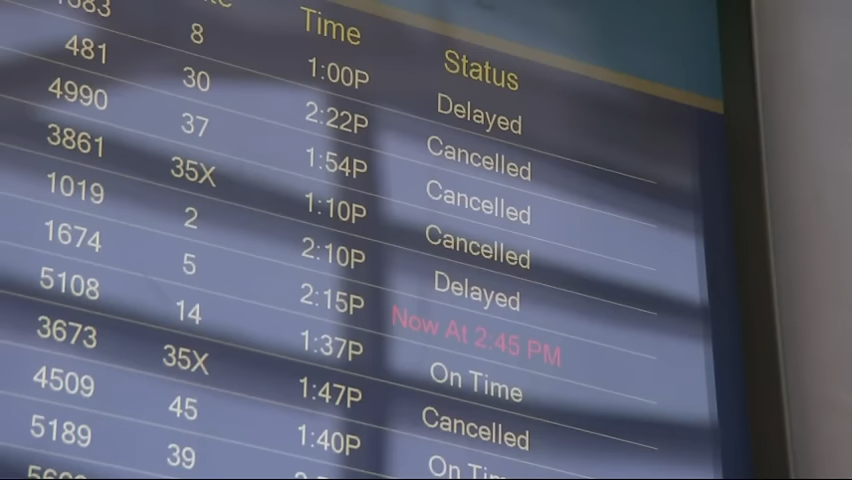 Time Status
8 1:00P Delayed
481 30 2:22P Cancelled
4990 37 1:54P Cancelled
3861 35X 1:10P Cancelled
1019 2 2:10P Delayed
1674 5 2:15P Now At 2:45 PM
5108 14 1:37P On Time
3673 35X 1:47P Cancelled
4509 45 1:40P On Tim
5189 39